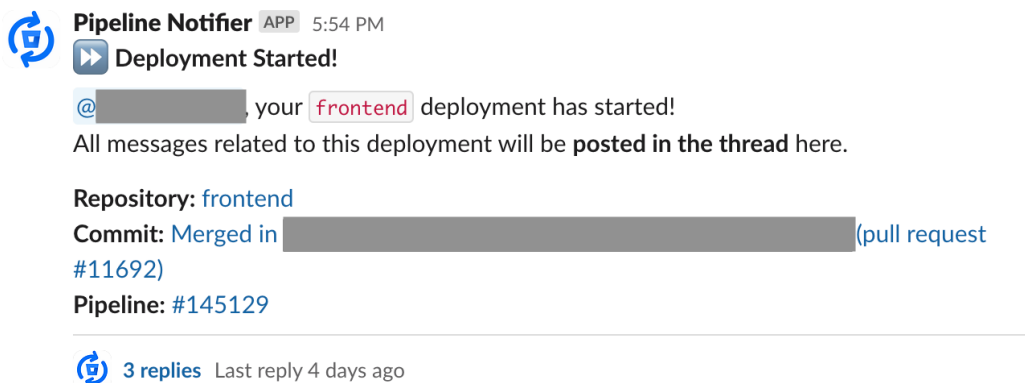 Pipeline Notifier APP 5:54 PM
Deployment Started!
@ , your frontend deployment has started!
All messages related to this deployment will be posted in the thread here.
Repository: frontend
Commit: Merged in (pull request
#11692)
Pipeline: #145129
3 replies Last reply 4 days ago